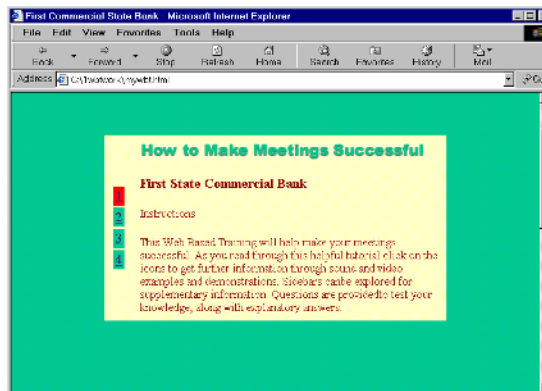 First Commercial State Bank - Microsoft Internet Explorer
File Edit View Favorites Tools Help
Back Forward Stop Refresh Home Search Favorites History Mail
Address
How to Make Meetings Successful
First State Commercial Bank
1
Instructions
2
3
4
This Web Based Training will help make your meetings
successful. As you read through this helpful tutorial click on the
icons to get further information through sound and video
examples and demonstrations. Sidebars canbe explored for
supplementary information. Questions are providedto test your
knowledge, along with explanatory answers.